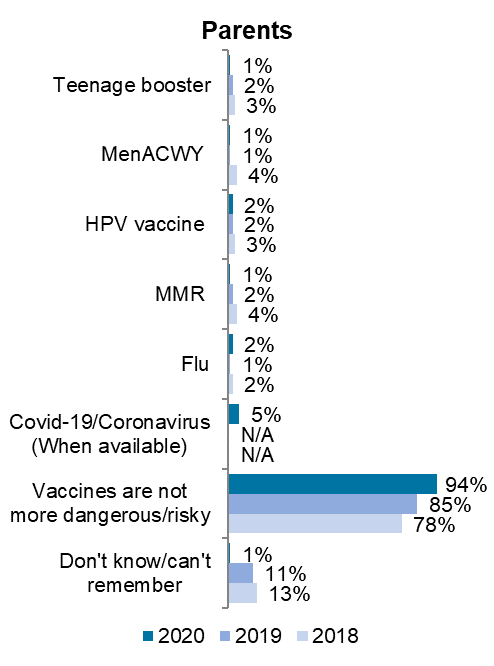 Parents
Teenage booster
1%
2%
3%
MenACWY
1%
1%
4%
HPV vaccine
2%
2%
3%
MMR
1%
2%
4%
Flu
2%
1%
2%
Covid-19/Coronavirus
(When available)
5%
N/A
N/A
Vaccines are not
more dangerous/risky
94%
85%
78%
Don't know/can't
remember
1%
11%
13%
2020 2019 2018